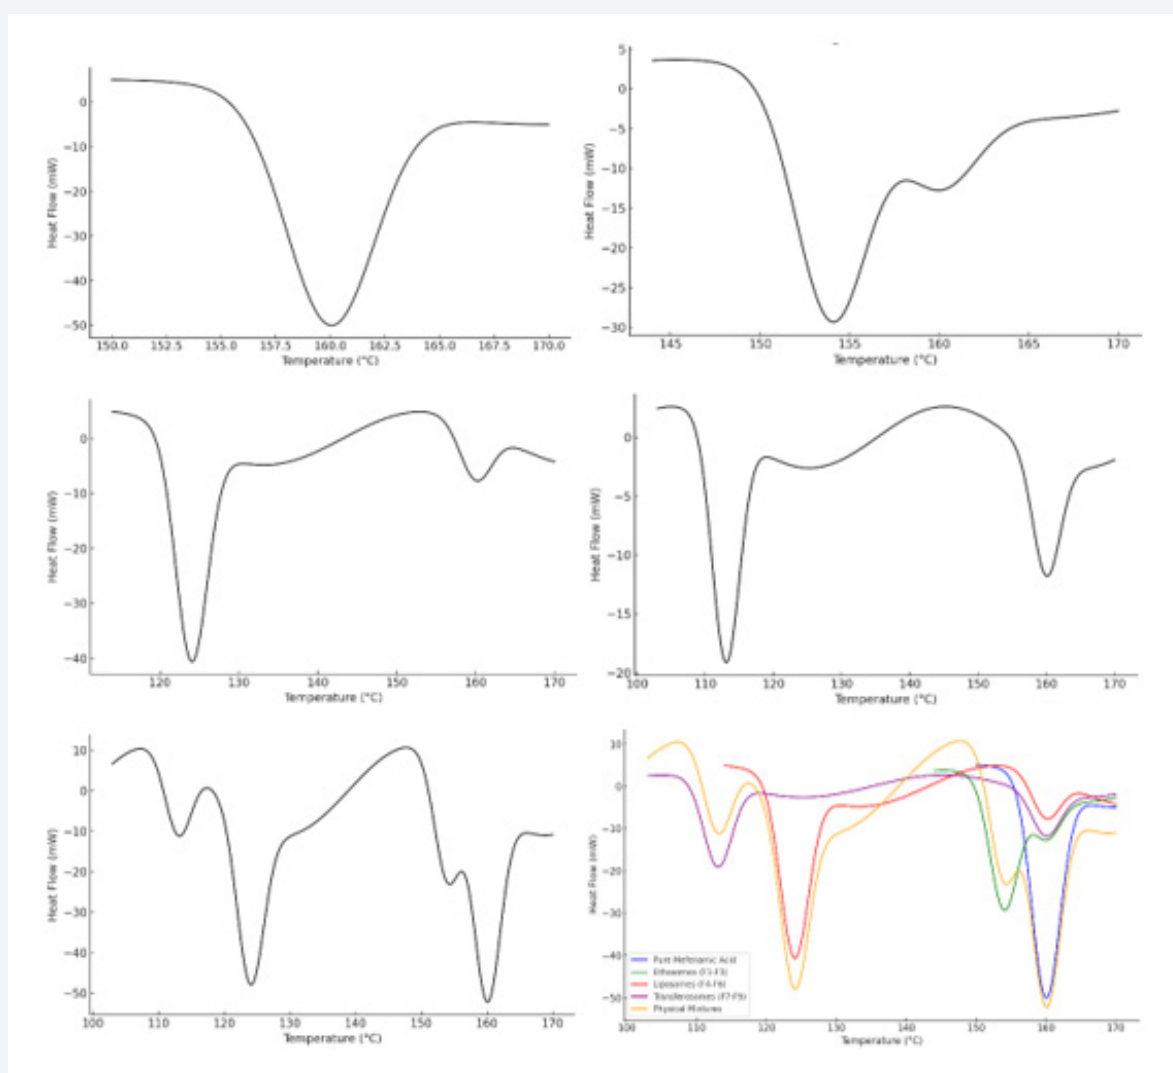 0
−10
−20
−30
−40
−50
Heat Flow (mW)
150.0 152.5 155.0 157.5 160.0 162.5 165.0 167.5 170.0
Temperature (°C)
5
0
−5
−10
−15
−20
−25
−30
Heat Flow (mW)
145 150 155 160 165 170
Temperature (°C)
0
−10
−20
−30
−40
Heat Flow (mW)
120 130 140 150 160 170
Temperature (°C)
0
−5
−10
−15
−20
Heat Flow (mW)
100 110 120 130 140 150 160 170
Temperature (°C)
10
0
−10
−20
−30
−40
−50
Heat Flow (mW)
100 110 120 130 140 150 160 170
Temperature (°C)
10
0
−10
−20
−30
−40
−50
Heat Flow (mW)
Pure Mefenamic Acid
Ethosomes (F1-F3)
Liposomes (F4-F6)
Transferosomes (F7-F9)
Physical Mixtures
100 110 120 130 140 150 160 170
Temperature (°C)